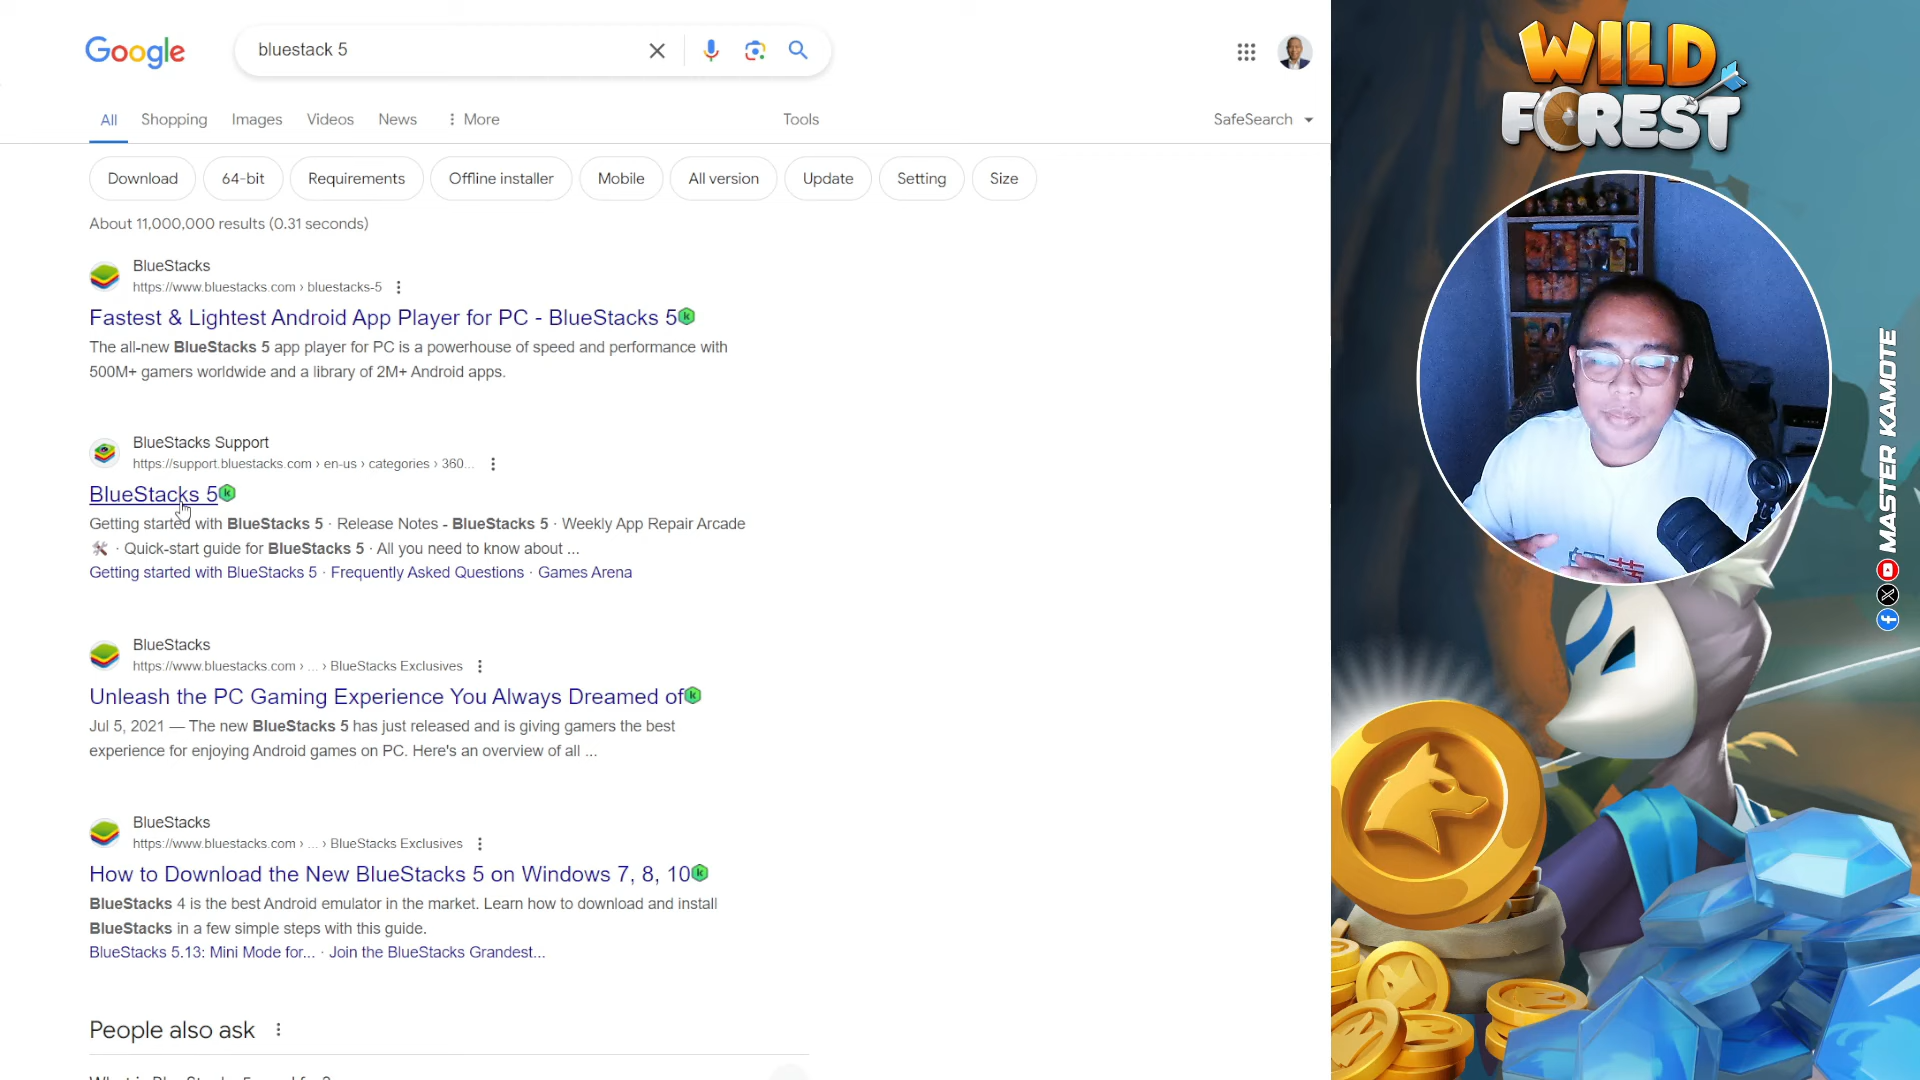 Google
bluestack 5
All
Shopping
Images
Videos
News
More
Tools
SafeSearch
Download
64-bit
Requirements
Offline installer
Mobile
All version
Update
Setting
Size
About 11,000,000 results (0.31 seconds)
BlueStacks
https://www.bluestacks.com › bluestacks-5
Fastest & Lightest Android App Player for PC - BlueStacks 5
The all-new BlueStacks 5 app player for PC is a powerhouse of speed and performance with
500M+ gamers worldwide and a library of 2M+ Android apps.
BlueStacks Support
https://support.bluestacks.com › en-us › categories › 360...
BlueStacks 5
Getting started with BlueStacks 5 · Release Notes - BlueStacks 5 · Weekly App Repair Arcade
· Quick-start guide for BlueStacks 5 · All you need to know about ...
Getting started with BlueStacks 5 · Frequently Asked Questions · Games Arena
BlueStacks
https://www.bluestacks.com › ... › BlueStacks Exclusives
Unleash the PC Gaming Experience You Always Dreamed of
Jul 5, 2021 — The new BlueStacks 5 has just released and is giving gamers the best
experience for enjoying Android games on PC. Here's an overview of all ...
BlueStacks
https://www.bluestacks.com › ... › BlueStacks Exclusives
How to Download the New BlueStacks 5 on Windows 7, 8, 10
BlueStacks 4 is the best Android emulator in the market. Learn how to download and install
BlueStacks in a few simple steps with this guide.
BlueStacks 5.13: Mini Mode for... · Join the BlueStacks Grandest...
People also ask
WILD
FOREST
MASTER KAMOTE